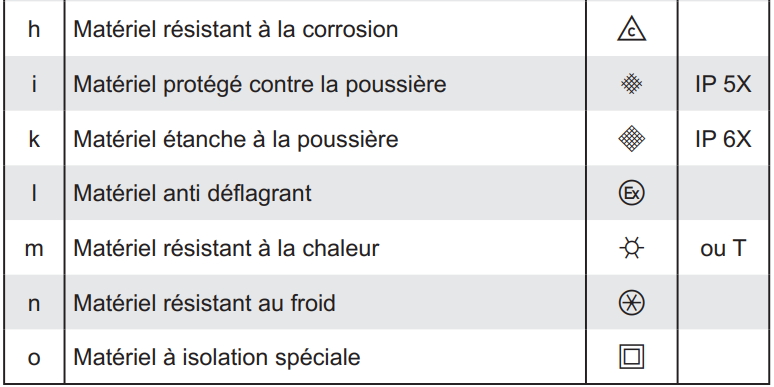 h Matériel résistant à la corrosion c
i Matériel protégé contre la poussière IP 5X
k Matériel étanche à la poussière IP 6X
l Matériel anti déflagrant Ex
m Matériel résistant à la chaleur ou T
n Matériel résistant au froid
o Matériel à isolation spéciale